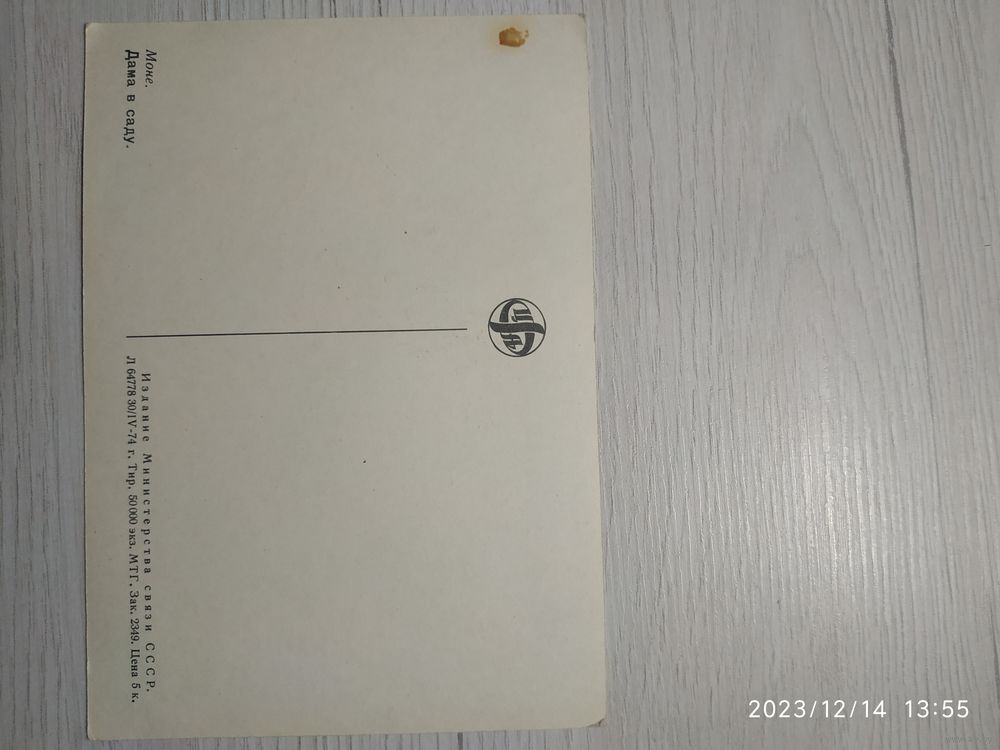 Моне.
Дама в саду.
Издание Министерства связи СССР.
Л 64778 30/IV-74 г. Тир. 50 000 экз. МТГ. Зак. 2349. Цена 5 к.
2023/12/14 13:55